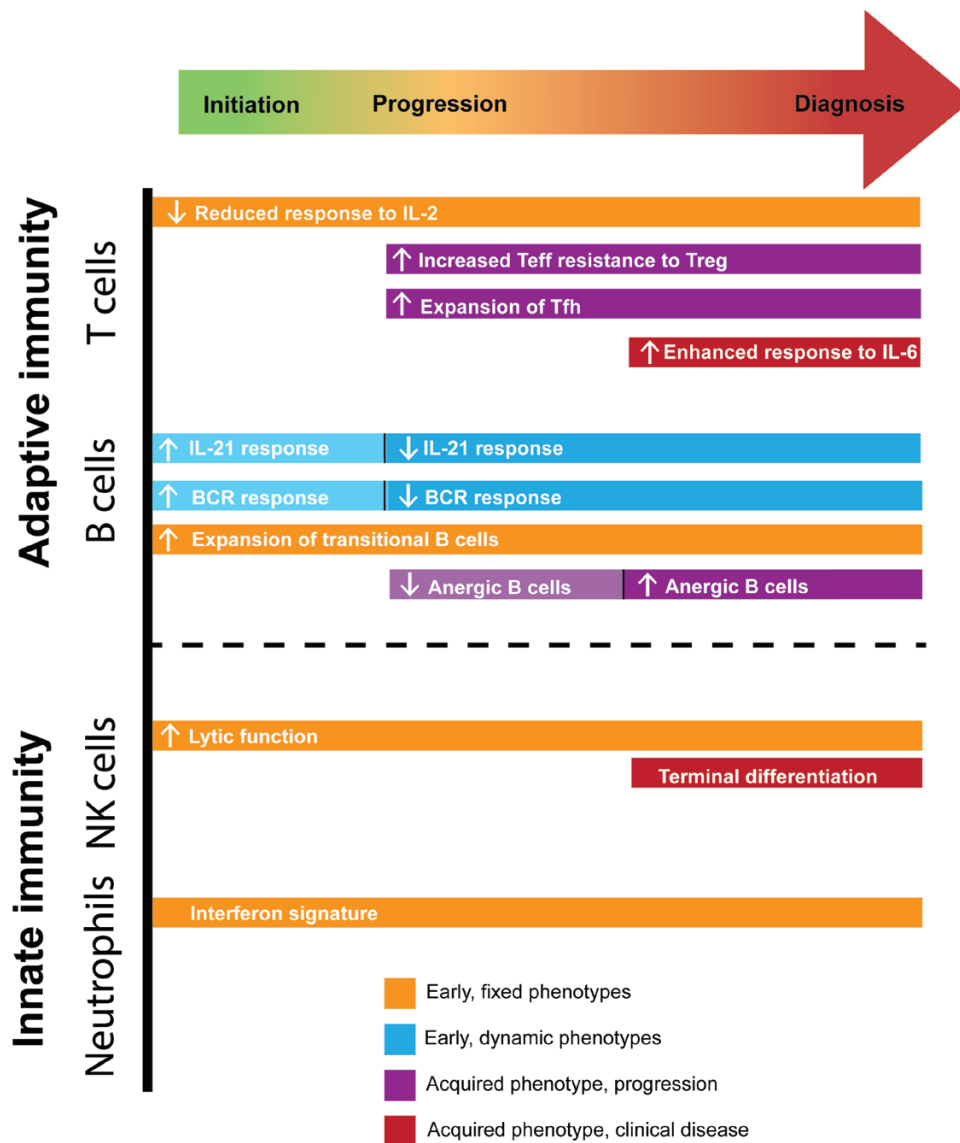 Initiation
Progression
Diagnosis
Adaptive immunity
T cells
↓ Reduced response to IL-2
↑ Increased Teff resistance to Treg
↑ Expansion of Tfh
↑ Enhanced response to IL-6
B cells
↑ IL-21 response
↓ IL-21 response
↑ BCR response
↓ BCR response
↑ Expansion of transitional B cells
↓ Anergic B cells
↑ Anergic B cells
Innate immunity
NK cells
↑ Lytic function
Terminal differentiation
Neutrophils
Interferon signature
Early, fixed phenotypes
Early, dynamic phenotypes
Acquired phenotype, progression
Acquired phenotype, clinical disease